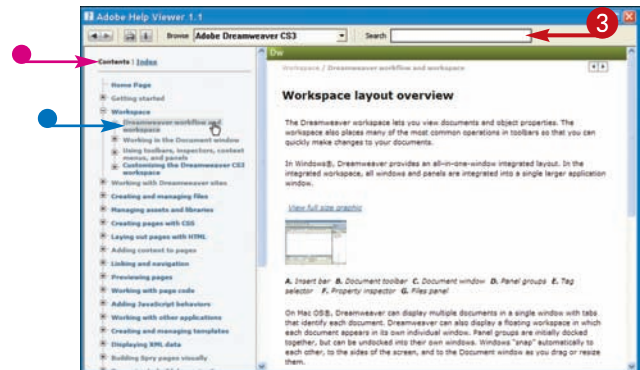 Adobe Help Viewer 1.1
Browse Adobe Dreamweaver CS3 Search
3
Dw
Contents | Index
Workspace / Dreamweaver workflow and workspace
Home Page
Getting started
Workspace
Dreamweaver workflow and
workspace
Working in the Document window
Using toolbars, inspectors, context
menus, and panels
Customizing the Dreamweaver CS3
workspace
Working with Dreamweaver sites
Creating and managing files
Managing assets and libraries
Creating pages with CSS
Laying out pages with HTML
Adding content to pages
Linking and navigation
Previewing pages
Working with page code
Adding JavaScript behaviors
Working with other applications
Creating and managing templates
Displaying XML data
Building Spry pages visually
Workspace layout overview
The Dreamweaver workspace lets you view documents and object properties. The
workspace also places many of the most common operations in toolbars so that you can
quickly make changes to your documents.
In Windows®, Dreamweaver provides an all-in-one-window integrated layout. In the
integrated workspace, all windows and panels are integrated into a single larger application
window.
View full size graphic
A. Insert bar B. Document toolbar C. Document window D. Panel groups E. Tag
selector F. Property inspector G. Files panel
On Mac OS®, Dreamweaver can display multiple documents in a single window with tabs
that identify each document. Dreamweaver can also display a floating workspace in which
each document appears in its own individual window. Panel groups are initially docked
together, but can be undocked into their own windows. Windows "snap" automatically to
each other, to the sides of the screen, and to the Document window as you drag or resize
them.